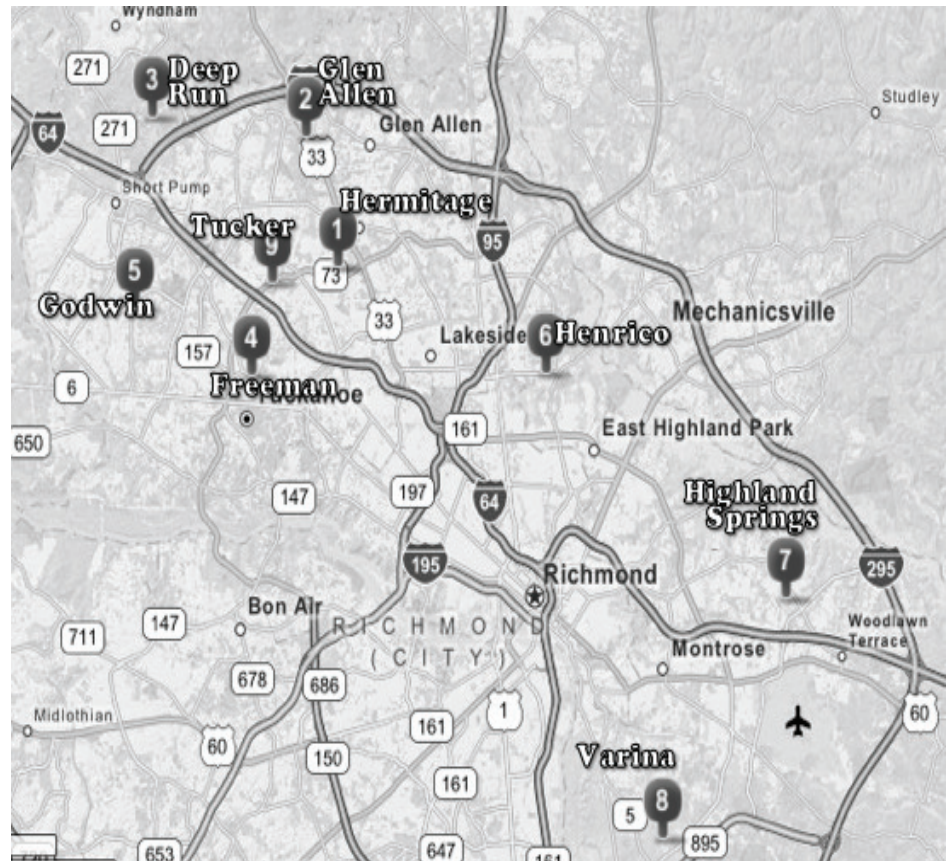 Wyndham
271
3
Deep
Run
Glen
Allen
2
Studley
64
271
Glen Allen
33
Short Pump
Hermitage
Tucker
1
9
95
5
73
Godwin
33
Mechanicsville
Lakeside
6
Henrico
4
157
Freeman
6
161
East Highland Park
650
147
197
64
Highland
Springs
7
195
295
Richmond
Bon Air
147
711
RICHMOND
(CITY)
Woodlawn
Terrace
Montrose
678
686
1
161
60
Midlothian
60
150
Varina
161
8
5
895
653
647
161